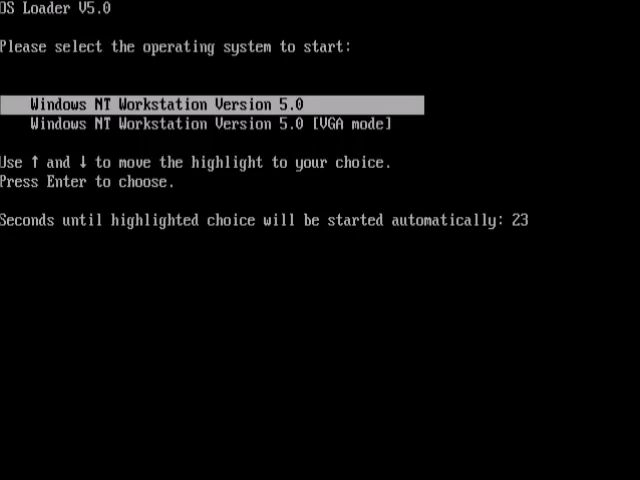 OS Loader V5.0
Please select the operating system to start:
Windows NT Workstation Version 5.0
Windows NT Workstation Version 5.0 [VGA mode]
Use ↑ and ↓ to move the highlight to your choice.
Press Enter to choose.
Seconds until highlighted choice will be started automatically: 23